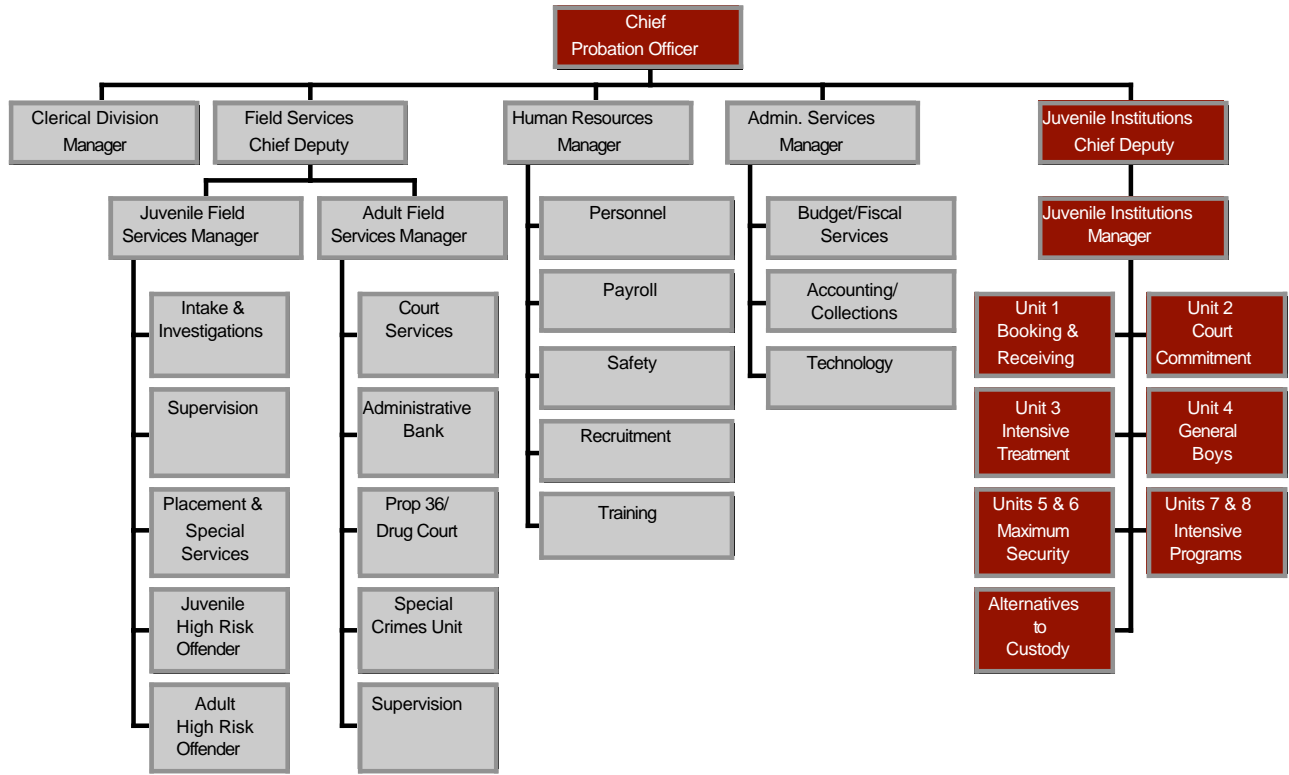 Chief
Probation Officer
Clerical Division
Manager
Field Services
Chief Deputy
Human Resources
Manager
Admin. Services
Manager
Juvenile Institutions
Chief Deputy
Juvenile Field
Services Manager
Adult Field
Services Manager
Personnel
Budget/Fiscal
Services
Juvenile Institutions
Manager
Intake &
Investigations
Court
Services
Payroll
Accounting/
Collections
Unit 1
Booking &
Receiving
Unit 2
Court
Commitment
Supervision
Administrative
Bank
Safety
Technology
Unit 3
Intensive
Treatment
Unit 4
General
Boys
Recruitment
Placement &
Special
Services
Prop 36/
Drug Court
Training
Units 5 & 6
Maximum
Security
Units 7 & 8
Intensive
Programs
Juvenile
High Risk
Offender
Special
Crimes Unit
Alternatives
to
Custody
Adult
High Risk
Offender
Supervision